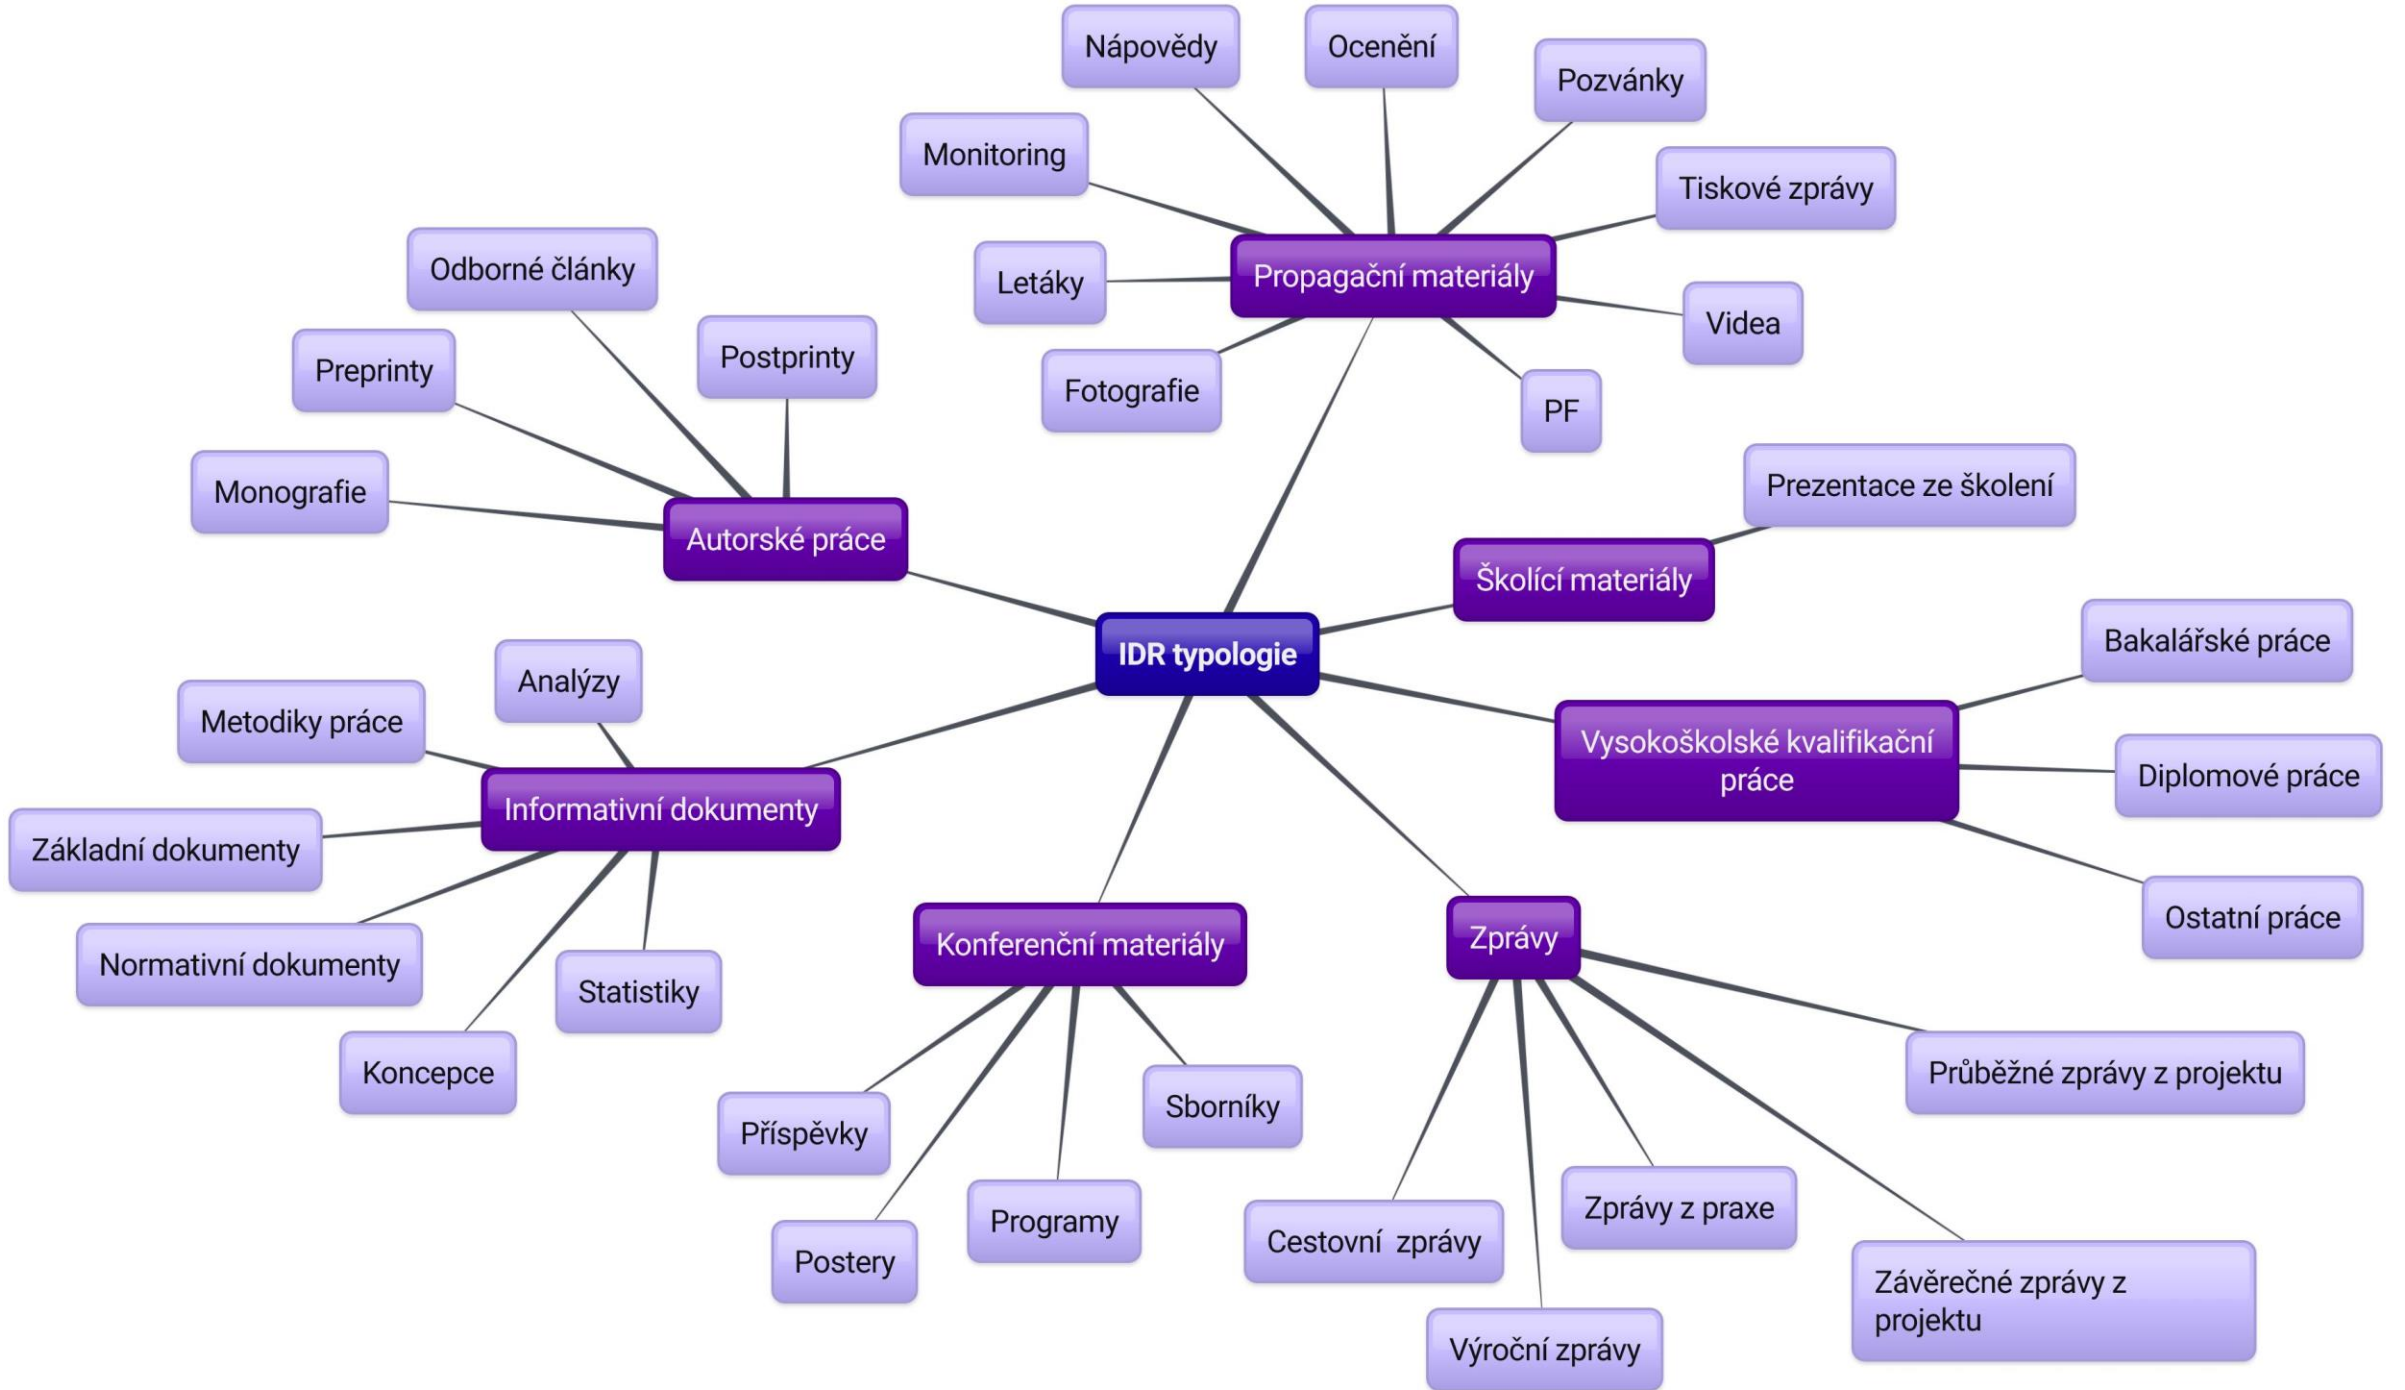 Nápovědy
Ocenění
Pozvánky
Monitoring
Tiskové zprávy
Letáky
Propagační materiály
Videa
Fotografie
PF
Odborné články
Preprinty
Postprinty
Monografie
Autorské práce
Prezentace ze školení
Školící materiály
IDR typologie
Bakalářské práce
Vysokoškolské kvalifikační
práce
Diplomové práce
Ostatní práce
Analýzy
Metodiky práce
Informativní dokumenty
Základní dokumenty
Normativní dokumenty
Statistiky
Koncepce
Konferenční materiály
Příspěvky
Sborníky
Programy
Postery
Zprávy
Průběžné zprávy z projektu
Zprávy z praxe
Cestovní  zprávy
Závěrečné zprávy z
projektu
Výroční zprávy